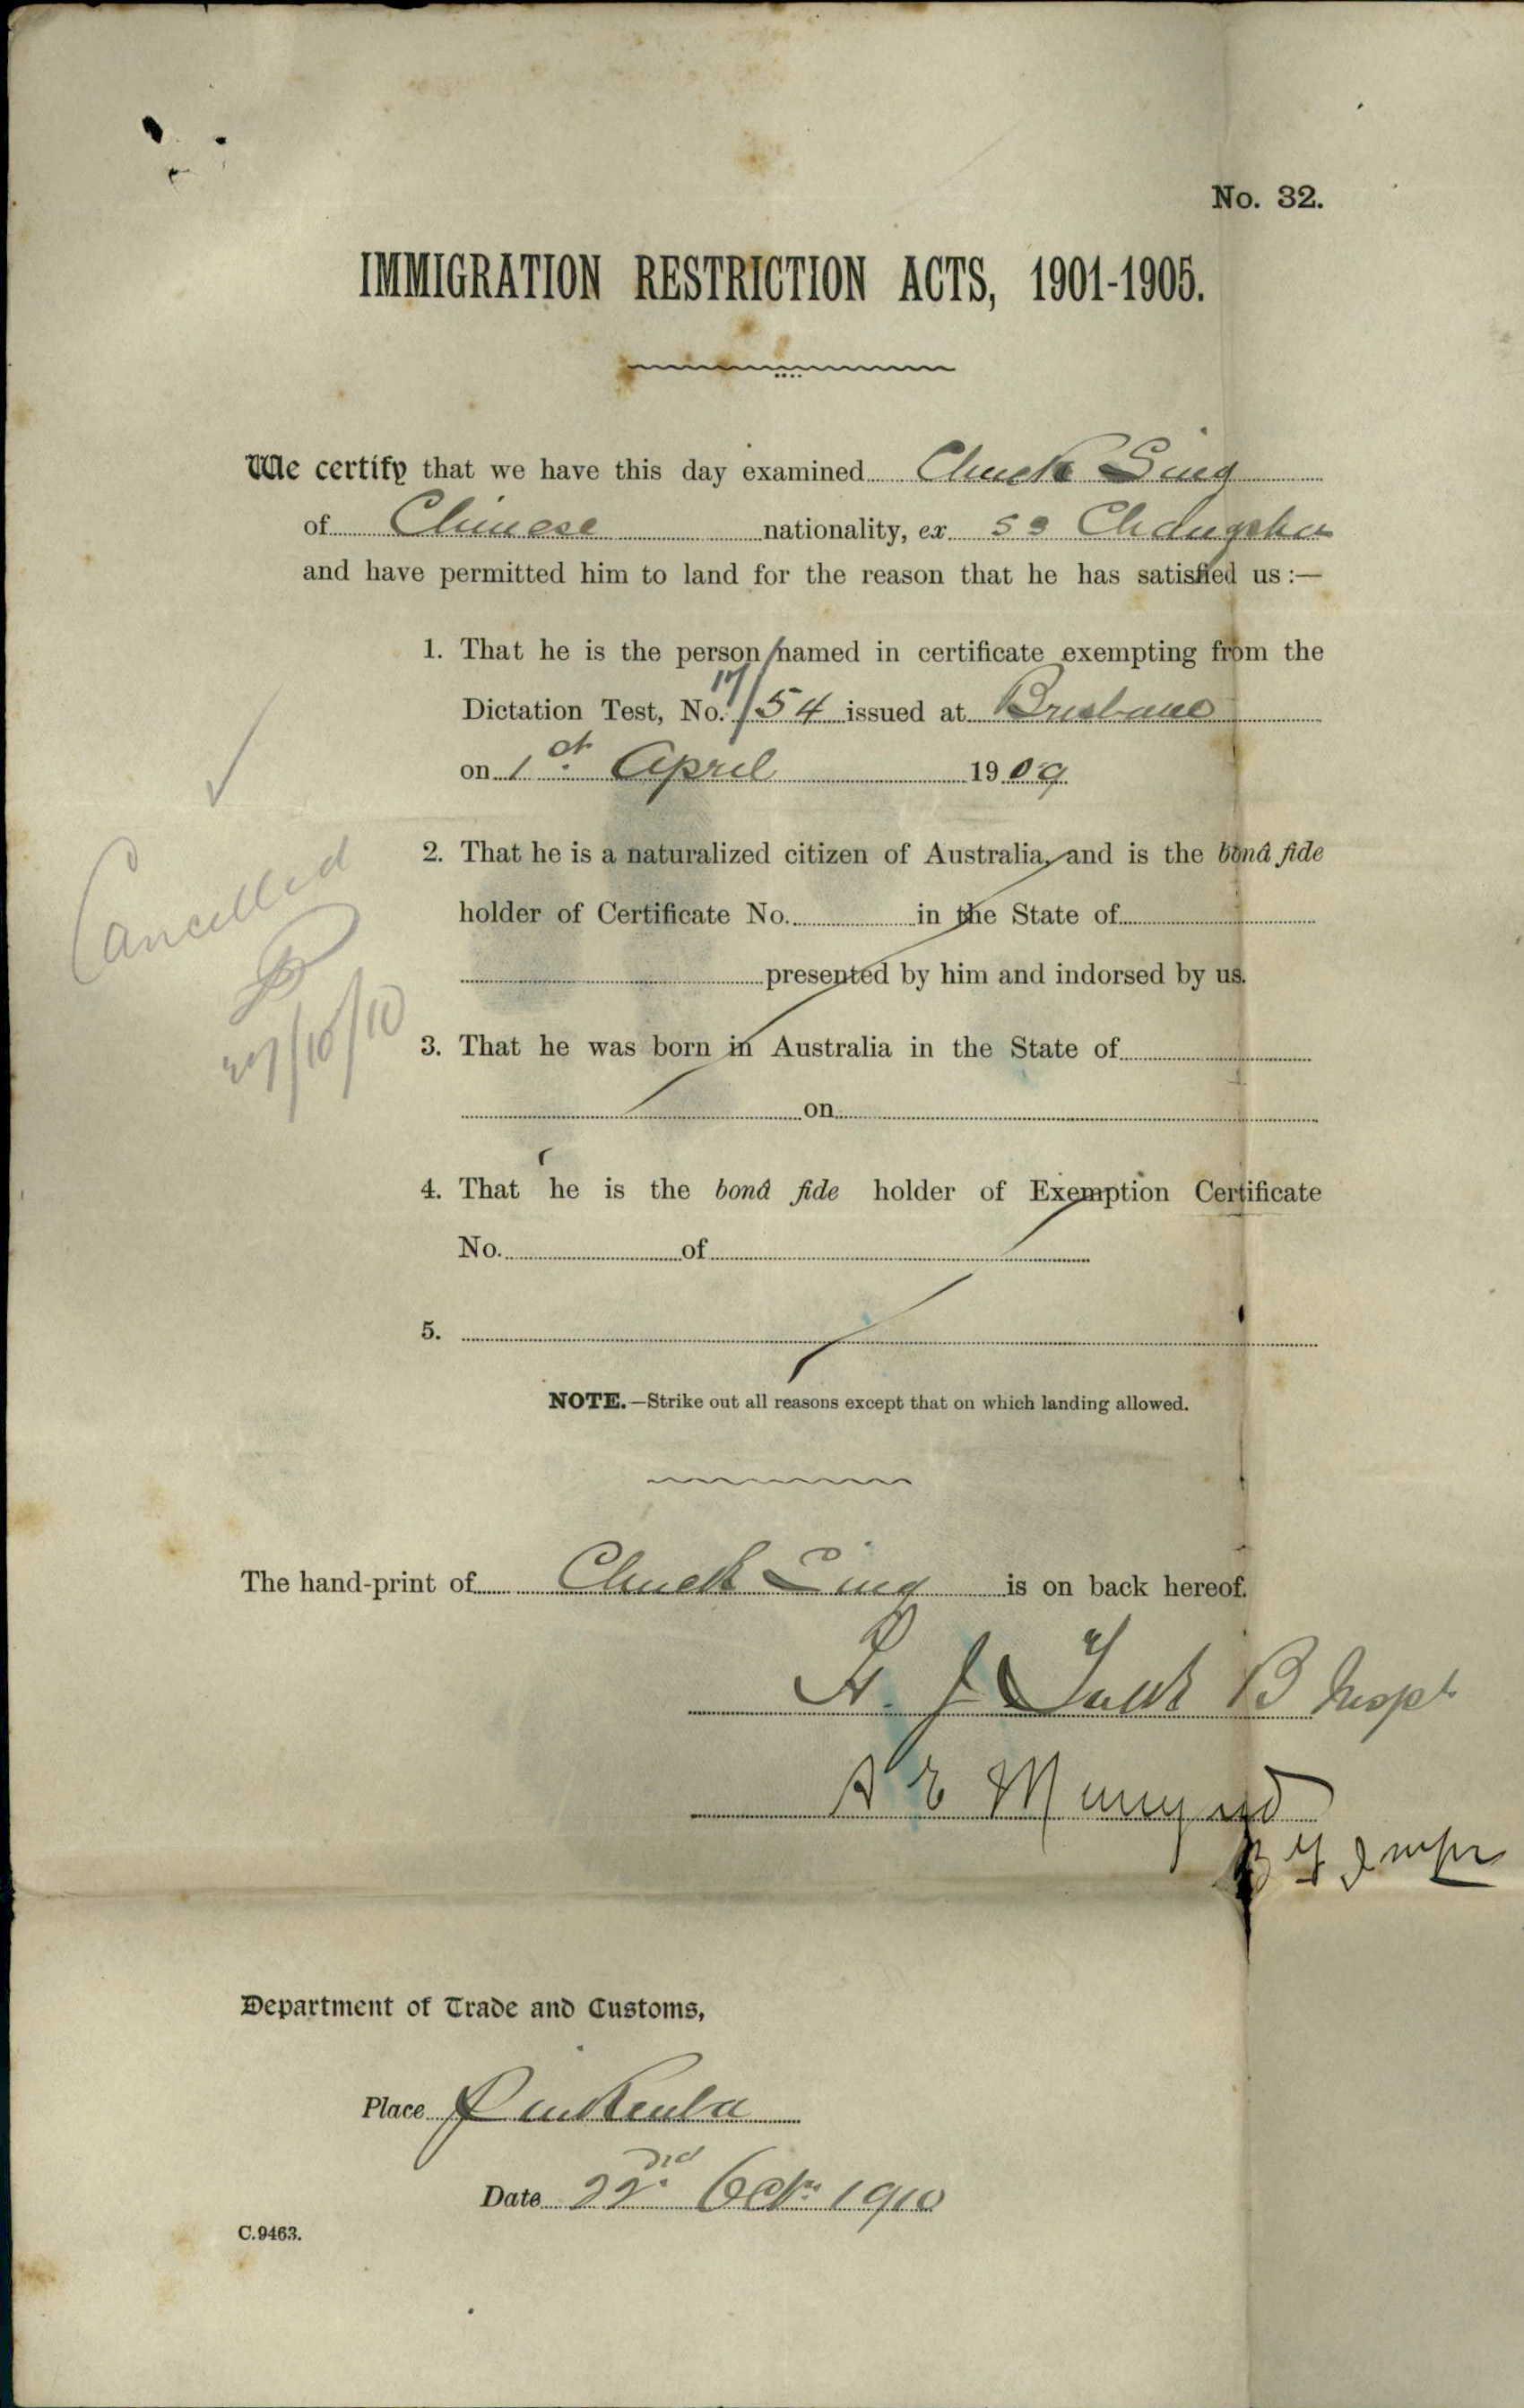 No. 32.
IMMIGRATION RESTRICTION ACTS, 1901-1905.
We certify that we have this day examined Chuck Sing
of Chinese nationality, ex SS Changsha
and have permitted him to land for the reason that he has satisfied us :—
1. That he is the person named in certificate exempting from the
Dictation Test, No. 17/54 issued at Brisbane
on 1st April 1909
2. That he is a naturalized citizen of Australia, and is the bonâ fide
holder of Certificate No. in the State of
presented by him and indorsed by us.
Cancelled
27/10/10
3. That he was born in Australia in the State of
on
4. That he is the bonâ fide holder of Exemption Certificate
No. of
5.
NOTE.—Strike out all reasons except that on which landing allowed.
The hand-print of Chuck Sing is on back hereof.
B Inspt
Department of Trade and Customs,
Place Pinkenba
Date 22nd Oct 1910
C.9463.